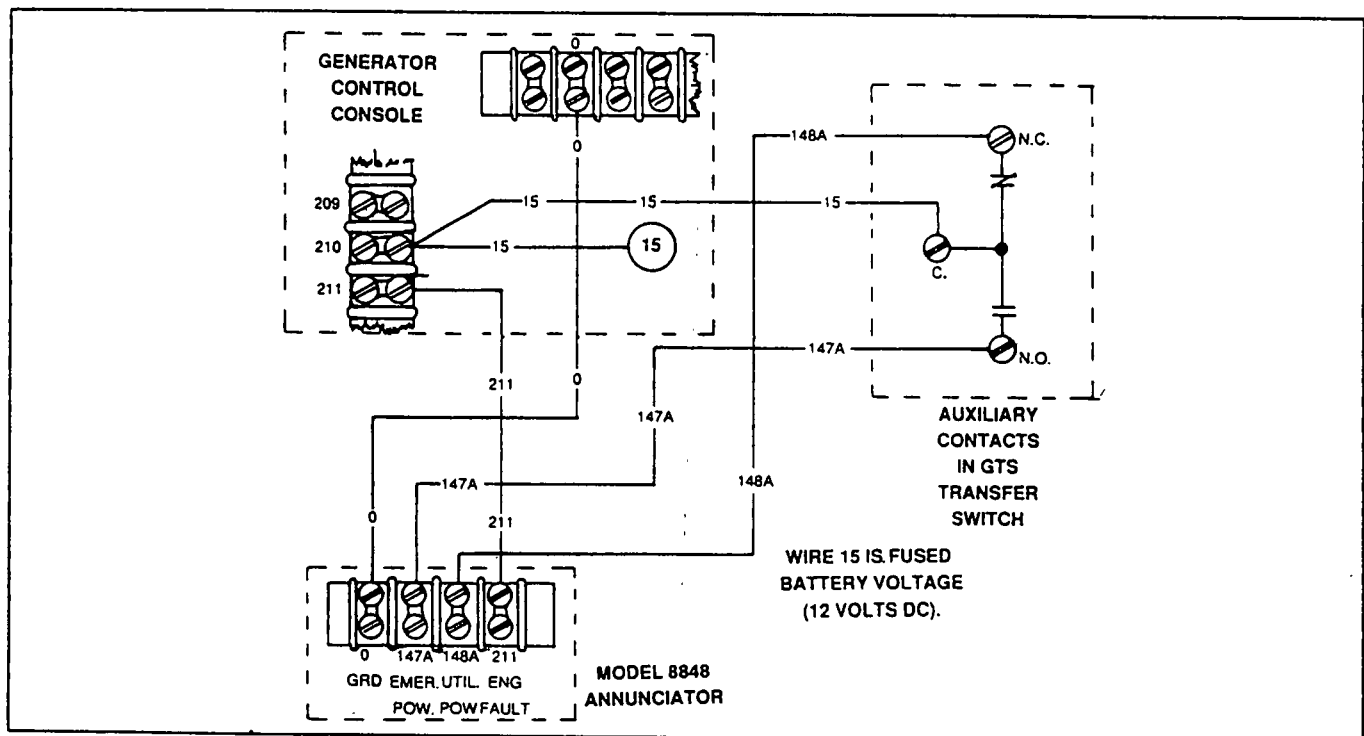 GENERATOR
CONTROL
CONSOLE
0
0
209
210
211
15
15
15
15
15
C.
148A
N.C.
147A
N.O.
AUXILIARY
CONTACTS
IN GTS
TRANSFER
SWITCH
0
211
147A
147A
148A
0
211
WIRE 15 IS FUSED
BATTERY VOLTAGE
(12 VOLTS DC).
0 147A 148A 211
GRD EMER. UTIL. ENG
POW. POW FAULT
MODEL 8848
ANNUNCIATOR